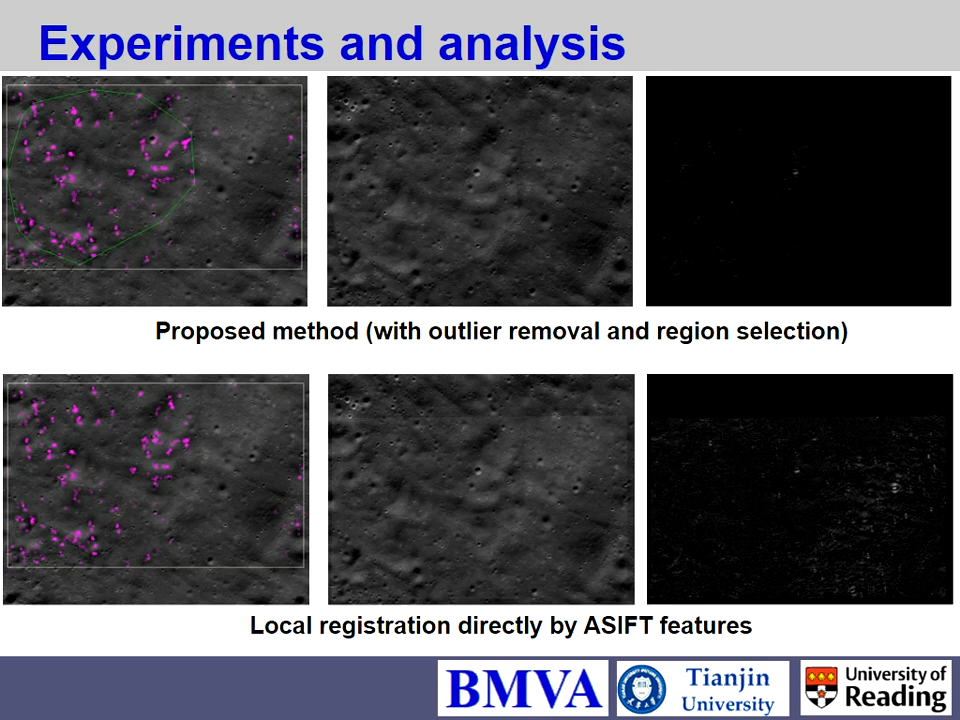 Experiments and analysis
Proposed method (with outlier removal and region selection)
Local registration directly by ASIFT features
BMVA
Tianjin
University
University of
Reading